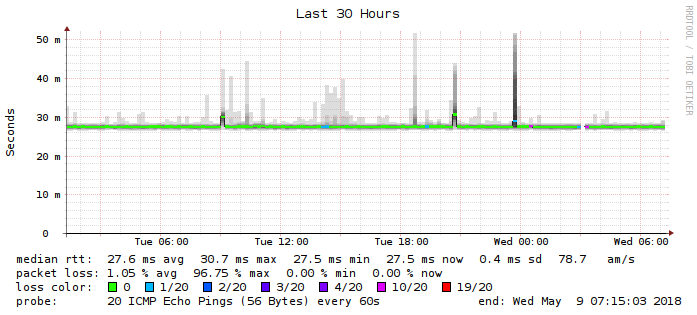 Last 30 Hours
RRDTOOL / TOBI OETIKER
Seconds
50 m
40 m
30 m
20 m
10 m
0
Tue 06:00 Tue 12:00 Tue 18:00 Wed 00:00 Wed 06:00
median rtt: 27.6 ms avg 30.7 ms max 27.5 ms min 27.5 ms now 0.4 ms sd 78.7 am/s
packet loss: 1.05 % avg 96.75 % max 0.00 % min 0.00 % now
loss color: 0 1/20 2/20 3/20 4/20 10/20 19/20
probe: 20 ICMP Echo Pings (56 Bytes) every 60s end: Wed May 9 07:15:03 2018